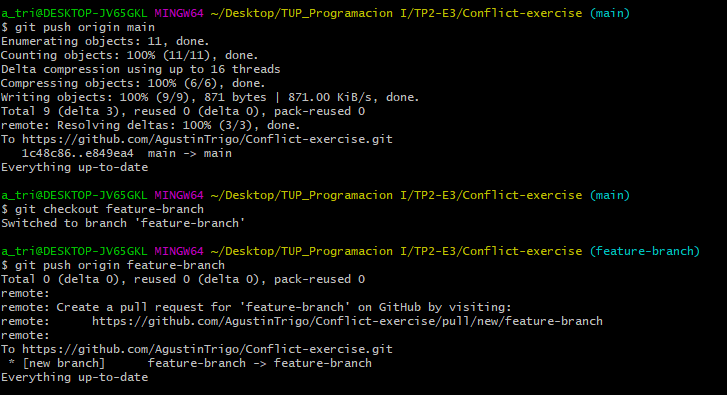 a_tri@DESKTOP-JV65GKL MINGW64 ~/Desktop/TUP_Programacion I/TP2-E3/Conflict-exercise (main)
$ git push origin main
Enumerating objects: 11, done.
Counting objects: 100% (11/11), done.
Delta compression using up to 16 threads
Compressing objects: 100% (6/6), done.
Writing objects: 100% (9/9), 871 bytes | 871.00 KiB/s, done.
Total 9 (delta 3), reused 0 (delta 0), pack-reused 0
remote: Resolving deltas: 100% (3/3), done.
To https://github.com/AgustinTrigo/Conflict-exercise.git
   1c48c86..e849ea4  main -> main
Everything up-to-date
a_tri@DESKTOP-JV65GKL MINGW64 ~/Desktop/TUP_Programacion I/TP2-E3/Conflict-exercise (main)
$ git checkout feature-branch
Switched to branch 'feature-branch'
a_tri@DESKTOP-JV65GKL MINGW64 ~/Desktop/TUP_Programacion I/TP2-E3/Conflict-exercise (feature-branch)
$ git push origin feature-branch
Total 0 (delta 0), reused 0 (delta 0), pack-reused 0
remote:
remote: Create a pull request for 'feature-branch' on GitHub by visiting:
remote:      https://github.com/AgustinTrigo/Conflict-exercise/pull/new/feature-branch
remote:
To https://github.com/AgustinTrigo/Conflict-exercise.git
 * [new branch]      feature-branch -> feature-branch
Everything up-to-date